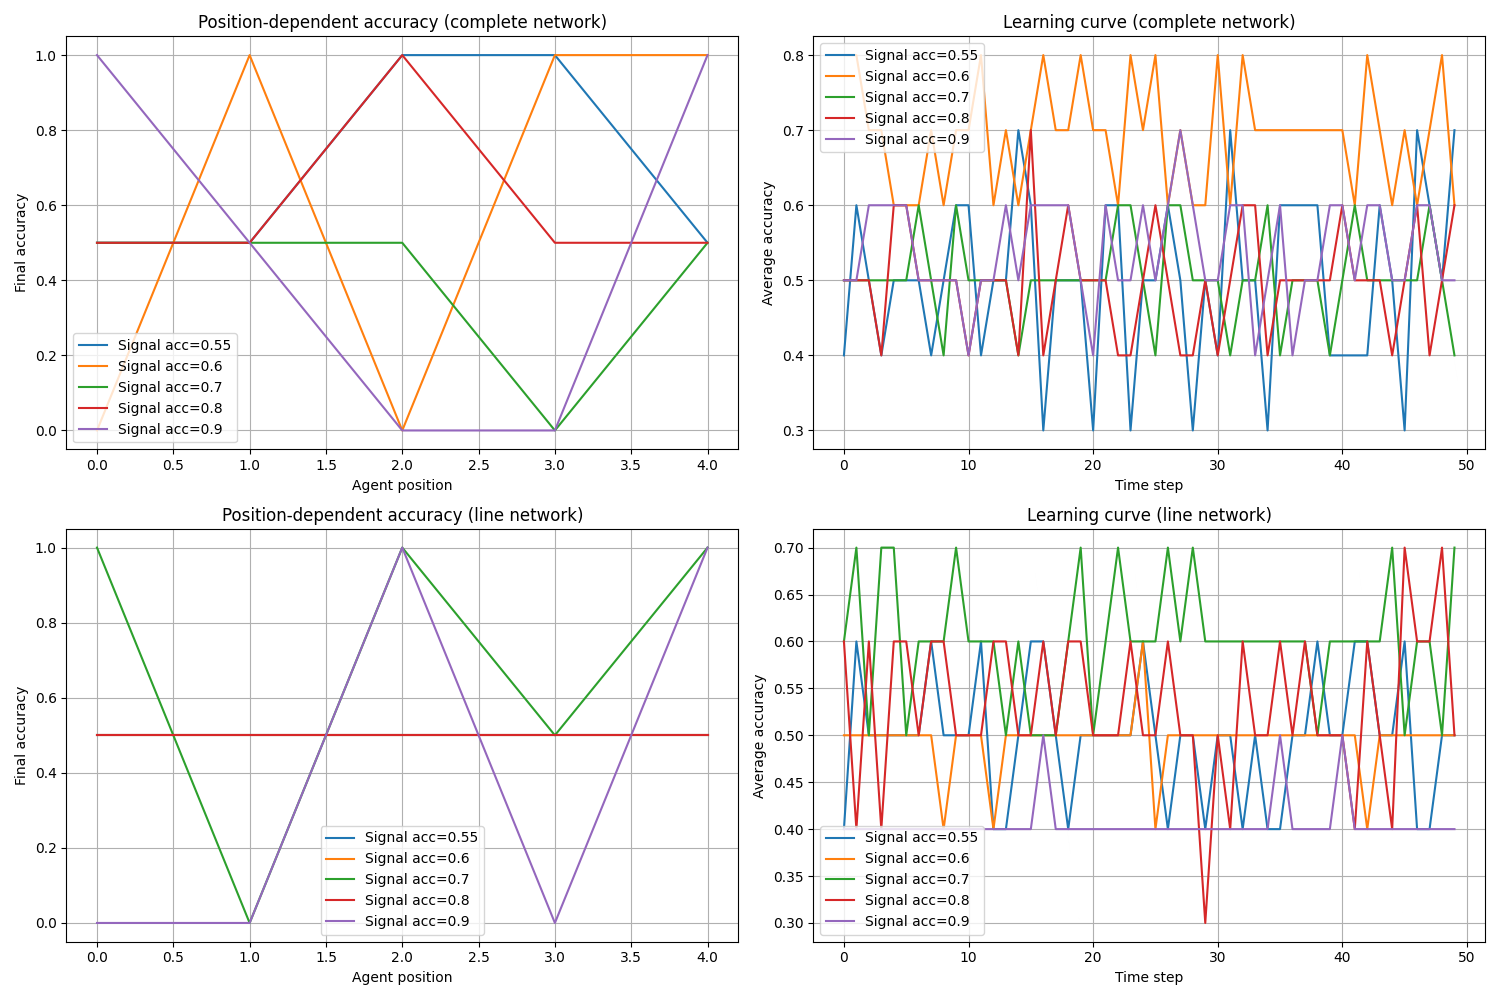 Position-dependent accuracy (complete network)
Final accuracy
1.0
0.8
0.6
0.4
0.2
0.0
Signal acc=0.55
Signal acc=0.6
Signal acc=0.7
Signal acc=0.8
Signal acc=0.9
0.0 0.5 1.0 1.5 2.0 2.5 3.0 3.5 4.0
Agent position
Learning curve (complete network)
Average accuracy
0.8
0.7
0.6
0.5
0.4
0.3
Signal acc=0.55
Signal acc=0.6
Signal acc=0.7
Signal acc=0.8
Signal acc=0.9
0 10 20 30 40 50
Time step
Position-dependent accuracy (line network)
Final accuracy
1.0
0.8
0.6
0.4
0.2
0.0
Signal acc=0.55
Signal acc=0.6
Signal acc=0.7
Signal acc=0.8
Signal acc=0.9
0.0 0.5 1.0 1.5 2.0 2.5 3.0 3.5 4.0
Agent position
Learning curve (line network)
Average accuracy
0.70
0.65
0.60
0.55
0.50
0.45
0.40
0.35
0.30
Signal acc=0.55
Signal acc=0.6
Signal acc=0.7
Signal acc=0.8
Signal acc=0.9
0 10 20 30 40 50
Time step